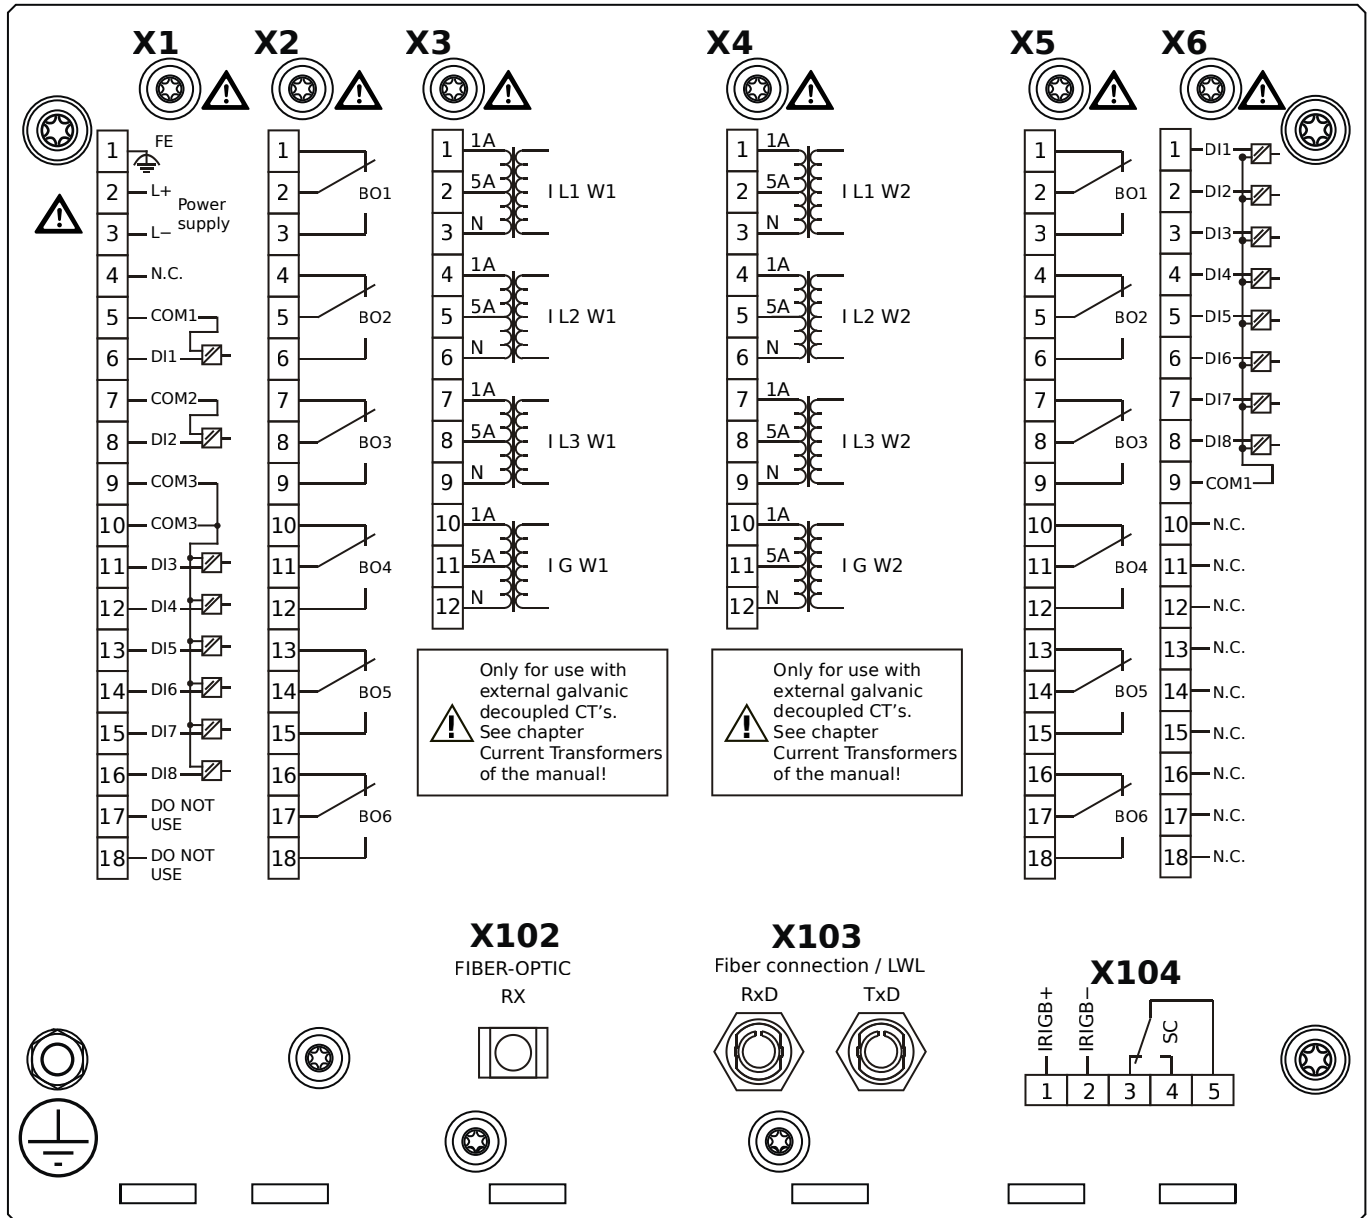 X1
1 FE
2 L+
Power
supply
3 L−
4 N.C.
5 COM1
6 DI1
7 COM2
8 DI2
9 COM3
10 COM3
11 DI3
12 DI4
13 DI5
14 DI6
15 DI7
16 DI8
17 DO NOT
USE
18 DO NOT
USE
X2
1
2 BO1
3
4
5 BO2
6
7
8 BO3
9
10
11 BO4
12
13
14 BO5
15
16
17 BO6
18
X3
1 1A
2 5A I L1 W1
3 N
4 1A
5 5A I L2 W1
6 N
7 1A
8 5A I L3 W1
9 N
10 1A
11 5A I G W1
12 N
Only for use with
external galvanic
decoupled CT's.
! See chapter
Current Transformers
of the manual!
X4
1 1A
2 5A I L1 W2
3 N
4 1A
5 5A I L2 W2
6 N
7 1A
8 5A I L3 W2
9 N
10 1A
11 5A I G W2
12 N
Only for use with
external galvanic
decoupled CT's.
! See chapter
Current Transformers
of the manual!
X5
1
2 BO1
3
4
5 BO2
6
7
8 BO3
9
10
11 BO4
12
13
14 BO5
15
16
17 BO6
18
X6
1 DI1
2 DI2
3 DI3
4 DI4
5 DI5
6 DI6
7 DI7
8 DI8
9 COM1
10 N.C.
11 N.C.
12 N.C.
13 N.C.
14 N.C.
15 N.C.
16 N.C.
17 N.C.
18 N.C.
X102
FIBER-OPTIC
RX
X103
Fiber connection / LWL
RxD TxD
X104
IRIGB+
IRIGB−
SC
1 2 3 4 5